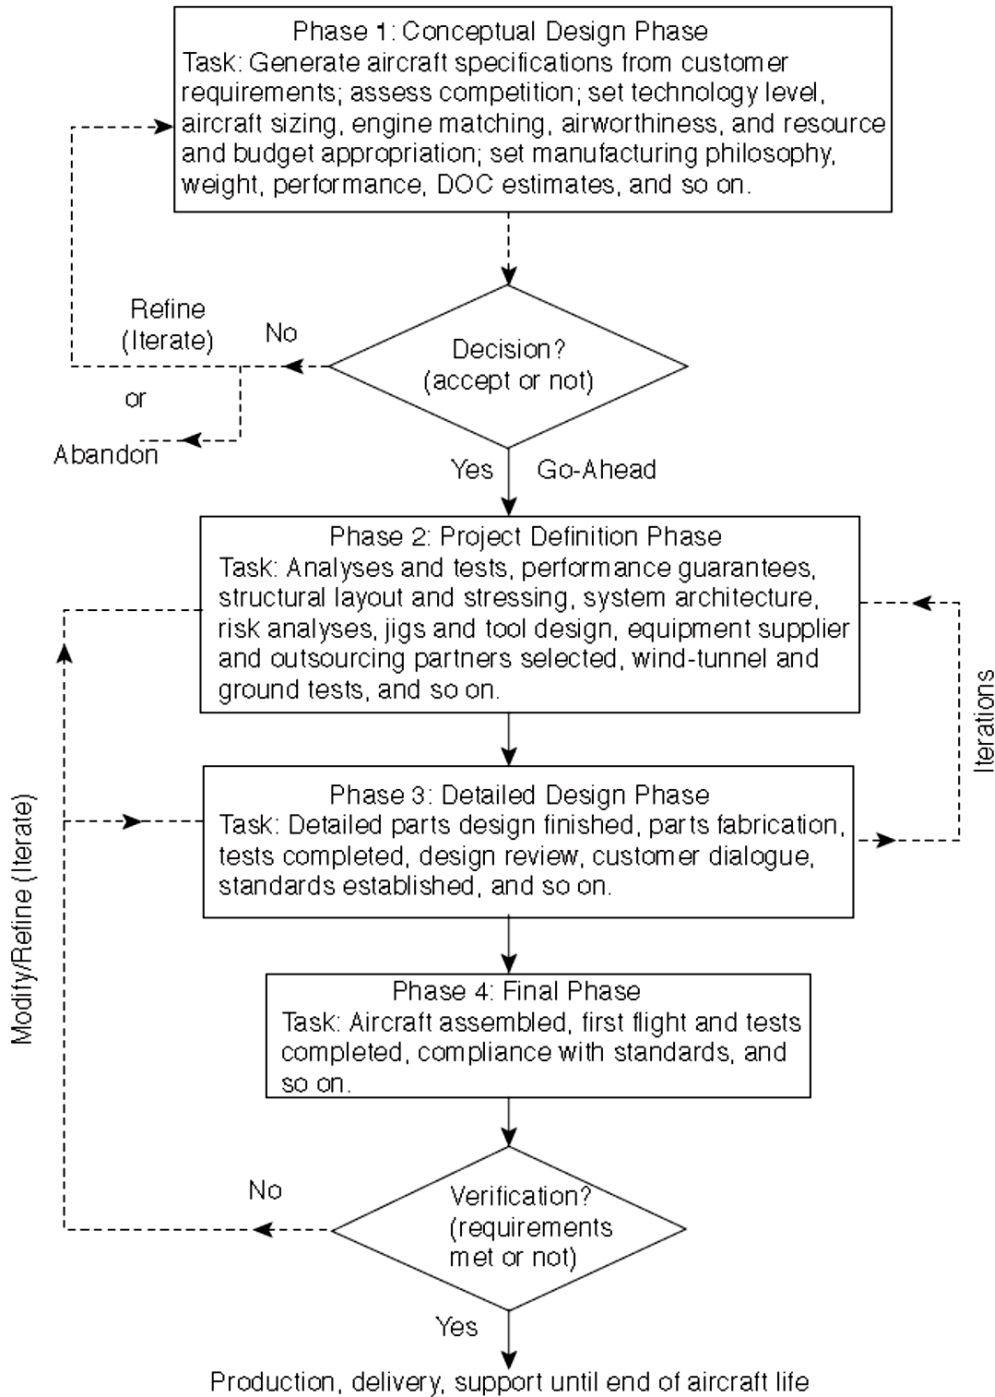 Phase 1: Conceptual Design Phase
Task: Generate aircraft specifications from customer
requirements; assess competition; set technology level,
aircraft sizing, engine matching, airworthiness, and resource
and budget appropriation; set manufacturing philosophy,
weight, performance, DOC estimates, and so on.
Refine
(Iterate)
No
or
Abandon
Decision?
(accept or not)
Yes
Go-Ahead
Phase 2: Project Definition Phase
Task: Analyses and tests, performance guarantees,
structural layout and stressing, system architecture,
risk analyses, jigs and tool design, equipment supplier
and outsourcing partners selected, wind-tunnel and
ground tests, and so on.
Iterations
Phase 3: Detailed Design Phase
Task: Detailed parts design finished, parts fabrication,
tests completed, design review, customer dialogue,
standards established, and so on.
Modify/Refine (Iterate)
Phase 4: Final Phase
Task: Aircraft assembled, first flight and tests
completed, compliance with standards, and
so on.
No
Verification?
(requirements
met or not)
Yes
Production, delivery, support until end of aircraft life